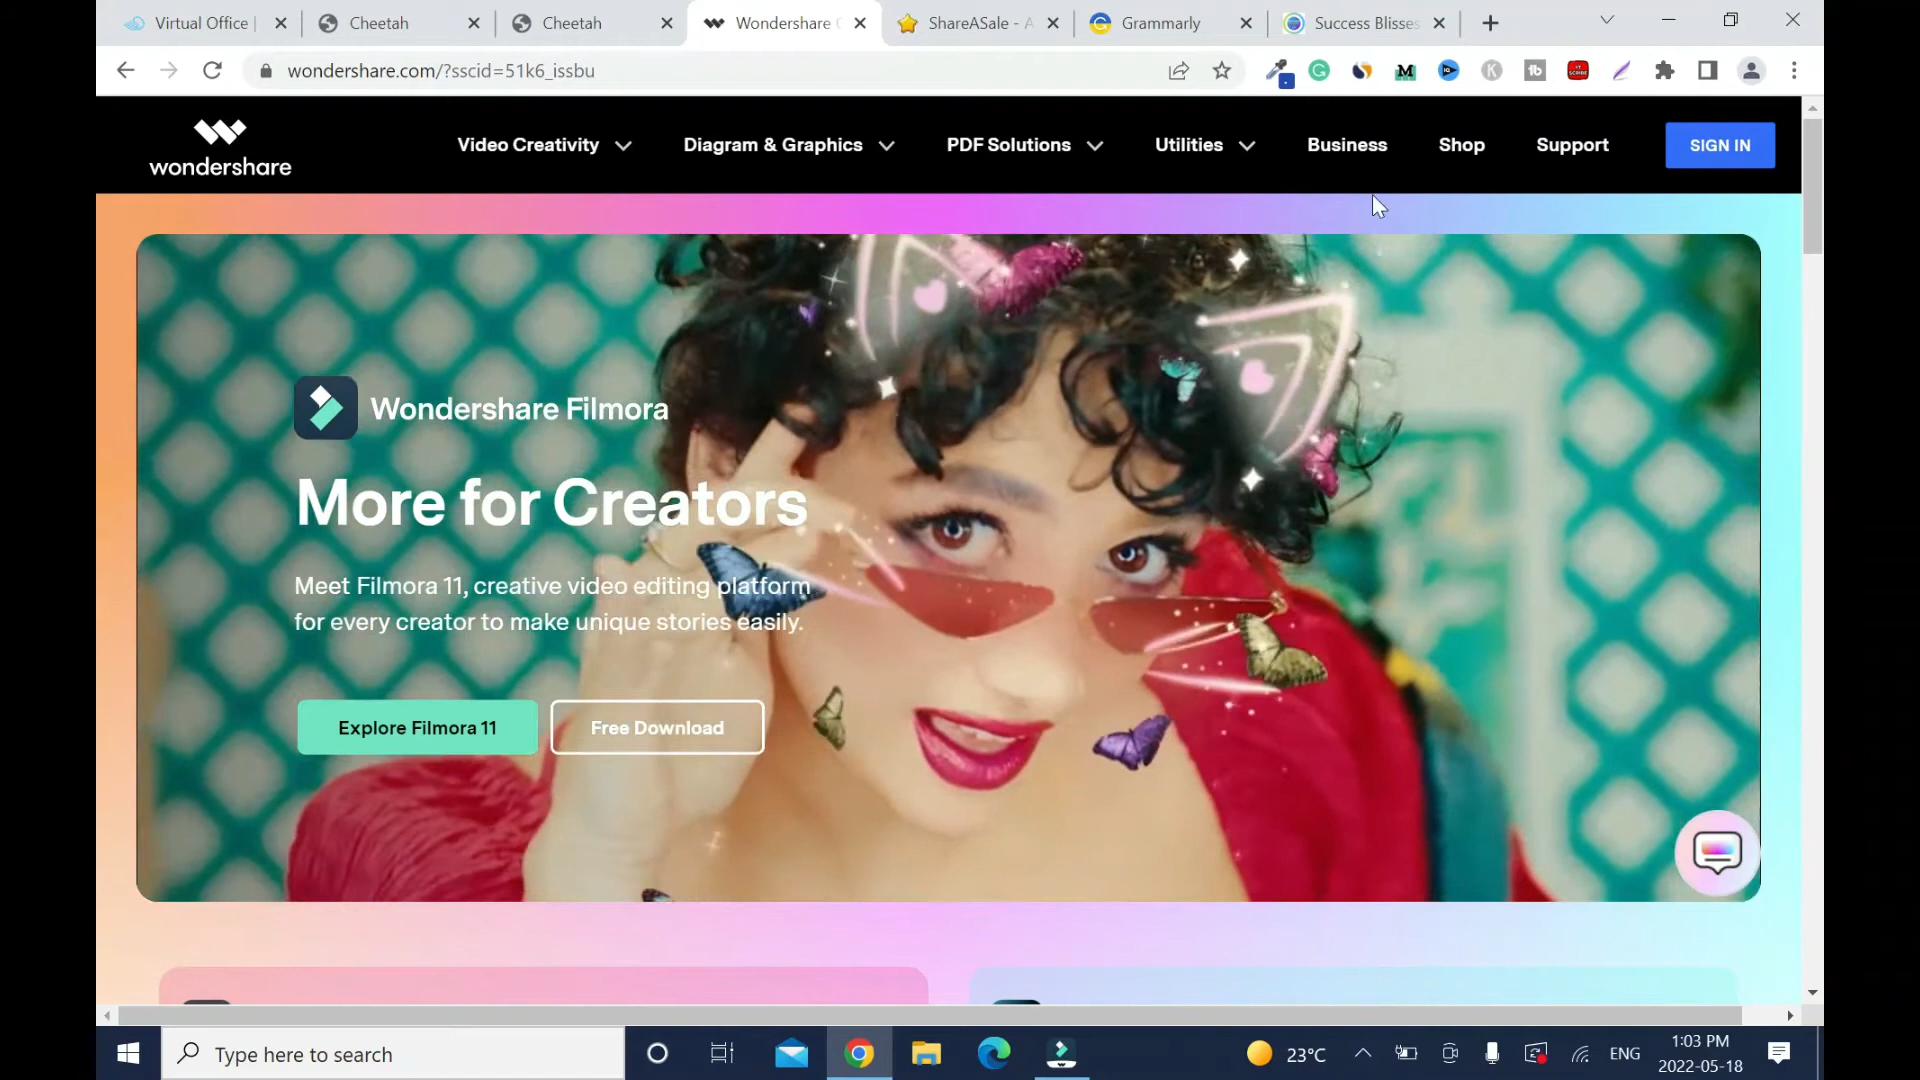 Virtual Office |
Cheetah
Cheetah
Wondershare
ShareASale - A
Grammarly
Success Blisses
wondershare.com/?sscid=51k6_issbu
wondershare
Video Creativity
Diagram & Graphics
PDF Solutions
Utilities
Business
Shop
Support
SIGN IN
Wondershare Filmora
More for Creators
Meet Filmora 11, creative video editing platform
for every creator to make unique stories easily.
Explore Filmora 11
Free Download
Type here to search
23°C
ENG
1:03 PM
2022-05-18